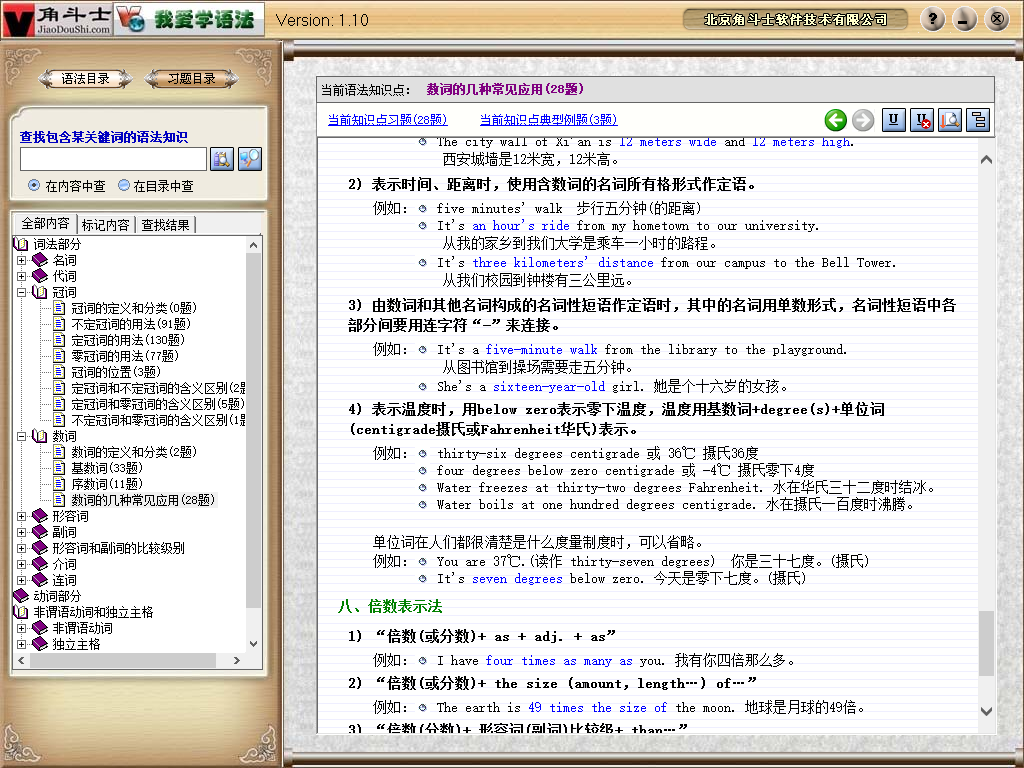 角斗士
JiaoDouShi.com
我爱学语法
Version: 1.10
北京角斗士软件技术有限公司
语法目录
习题目录
查找包含某关键词的语法知识
在内容中查
在目录中查
全部内容
标记内容
查找结果
词法部分
名词
代词
冠词
冠词的定义和分类(0题)
不定冠词的用法(91题)
定冠词的用法(130题)
零冠词的用法(77题)
冠词的位置(3题)
定冠词和不定冠词的含义区别(2题
定冠词和零冠词的含义区别(5题)
不定冠词和零冠词的含义区别(1题
数词
数词的定义和分类(2题)
基数词(33题)
序数词(11题)
数词的几种常见应用(28题)
形容词
副词
形容词和副词的比较级别
介词
连词
动词部分
非谓语动词和独立主格
非谓语动词
独立主格
当前语法知识点: 数词的几种常见应用(28题)
当前知识点习题(28题)
当前知识点典型例题(3题)
The city wall of Xi'an is 12 meters wide and 12 meters high.
西安城墙是12米宽，12米高。
2) 表示时间、距离时，使用含数词的名词所有格形式作定语。
例如: five minutes' walk 步行五分钟(的距离)
It's an hour's ride from my hometown to our university.
从我的家乡到我们大学是乘车一小时的路程。
It's three kilometers' distance from our campus to the Bell Tower.
从我们校园到钟楼有三公里远。
3) 由数词和其他名词构成的名词性短语作定语时，其中的名词用单数形式，名词性短语中各
部分间要用连字符“-”来连接。
例如: It's a five-minute walk from the library to the playground.
从图书馆到操场需要走五分钟。
She's a sixteen-year-old girl. 她是个十六岁的女孩。
4) 表示温度时，用below zero表示零下温度，温度用基数词+degree(s)+单位词
(centigrade摄氏或Fahrenheit华氏)表示。
例如: thirty-six degrees centigrade 或 36℃ 摄氏36度
four degrees below zero centigrade 或 -4℃ 摄氏零下4度
Water freezes at thirty-two degrees Fahrenheit. 水在华氏三十二度时结冰。
Water boils at one hundred degrees centigrade. 水在摄氏一百度时沸腾。
单位词在人们都很清楚是什么度量制度时，可以省略。
例如: You are 37℃.(读作 thirty-seven degrees) 你是三十七度。(摄氏)
It's seven degrees below zero. 今天是零下七度。(摄氏)
八、倍数表示法
1) “倍数(或分数)+ as + adj. + as”
例如: I have four times as many as you. 我有你四倍那么多。
2) “倍数(或分数)+ the size (amount, length…) of…”
例如: The earth is 49 times the size of the moon. 地球是月球的49倍。
3) “倍数(分数)+ 形容词(副词)比较级+ than…”